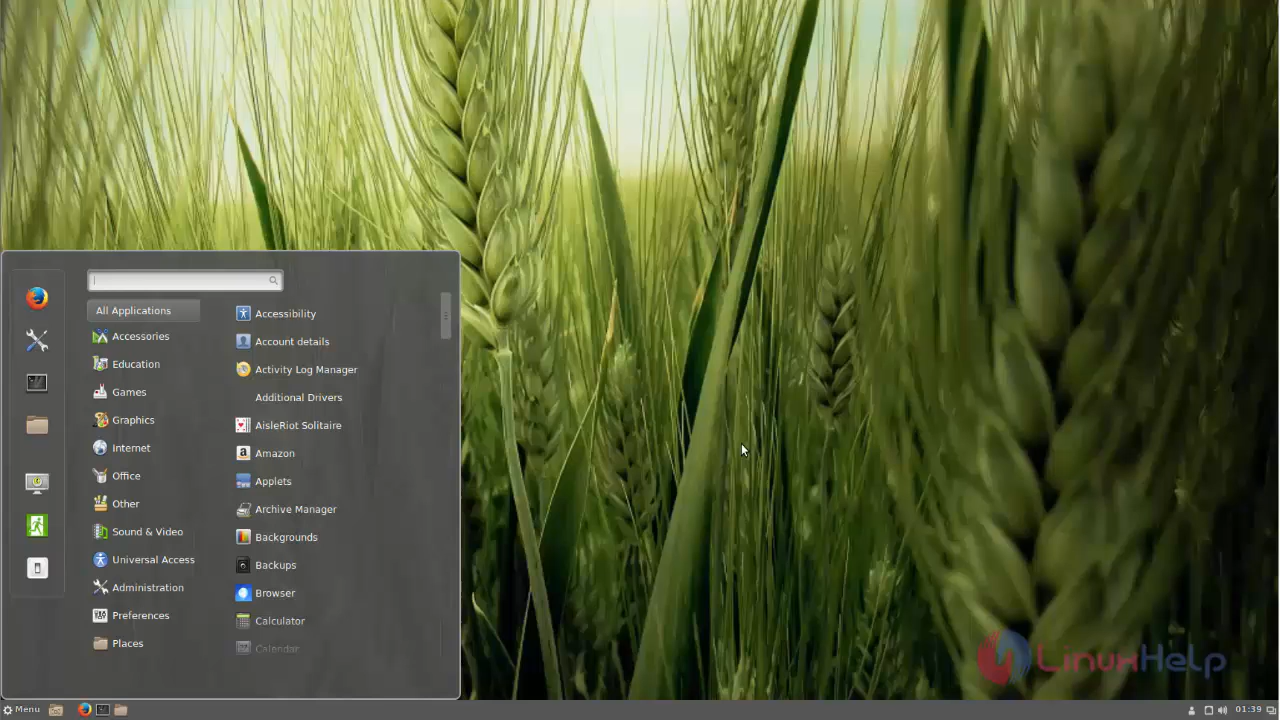 All Applications
Accessories
Education
Games
Graphics
Internet
Office
Other
Sound & Video
Universal Access
Administration
Preferences
Places
Accessibility
Account details
Activity Log Manager
Additional Drivers
AisleRiot Solitaire
Amazon
Applets
Archive Manager
Backgrounds
Backups
Browser
Calculator
Calendar
LinuxHelp
Menu
01:39